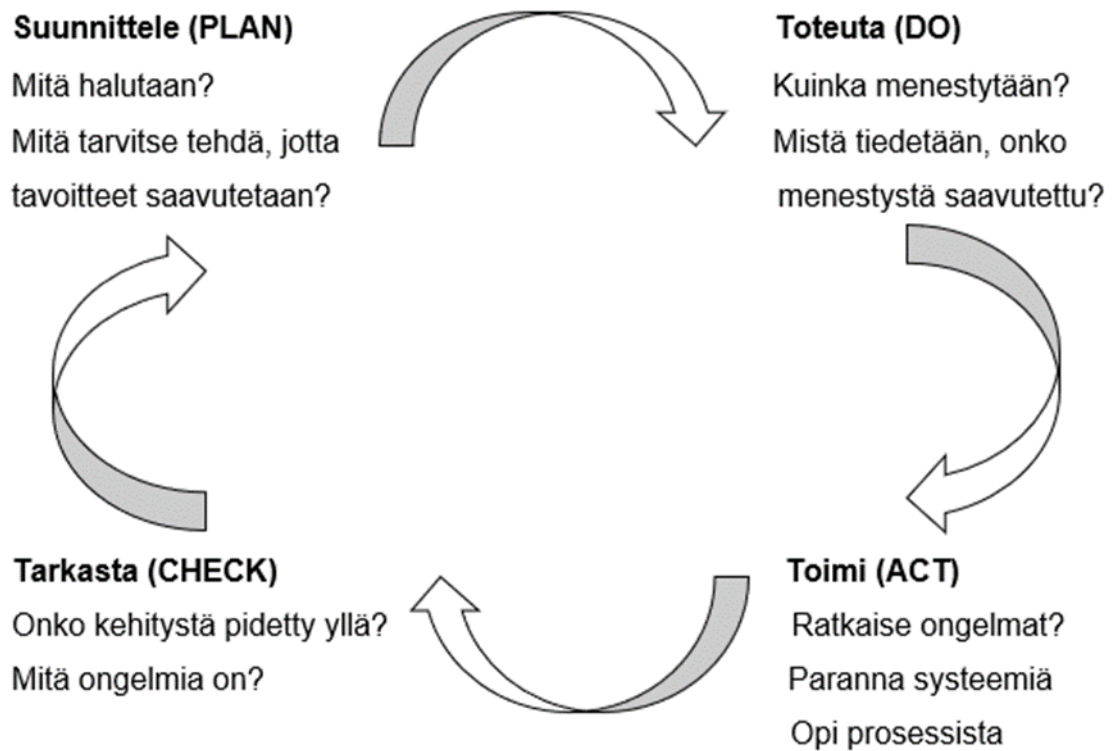 Suunnittele (PLAN)
Mitä halutaan?
Mitä tarvitse tehdä, jotta
tavoitteet saavutetaan?
Toteuta (DO)
Kuinka menestytään?
Mistä tiedetään, onko
menestystä saavutettu?
Tarkasta (CHECK)
Onko kehitystä pidetty yllä?
Mitä ongelmia on?
Toimi (ACT)
Ratkaise ongelmat?
Paranna systeemiä
Opi prosessista